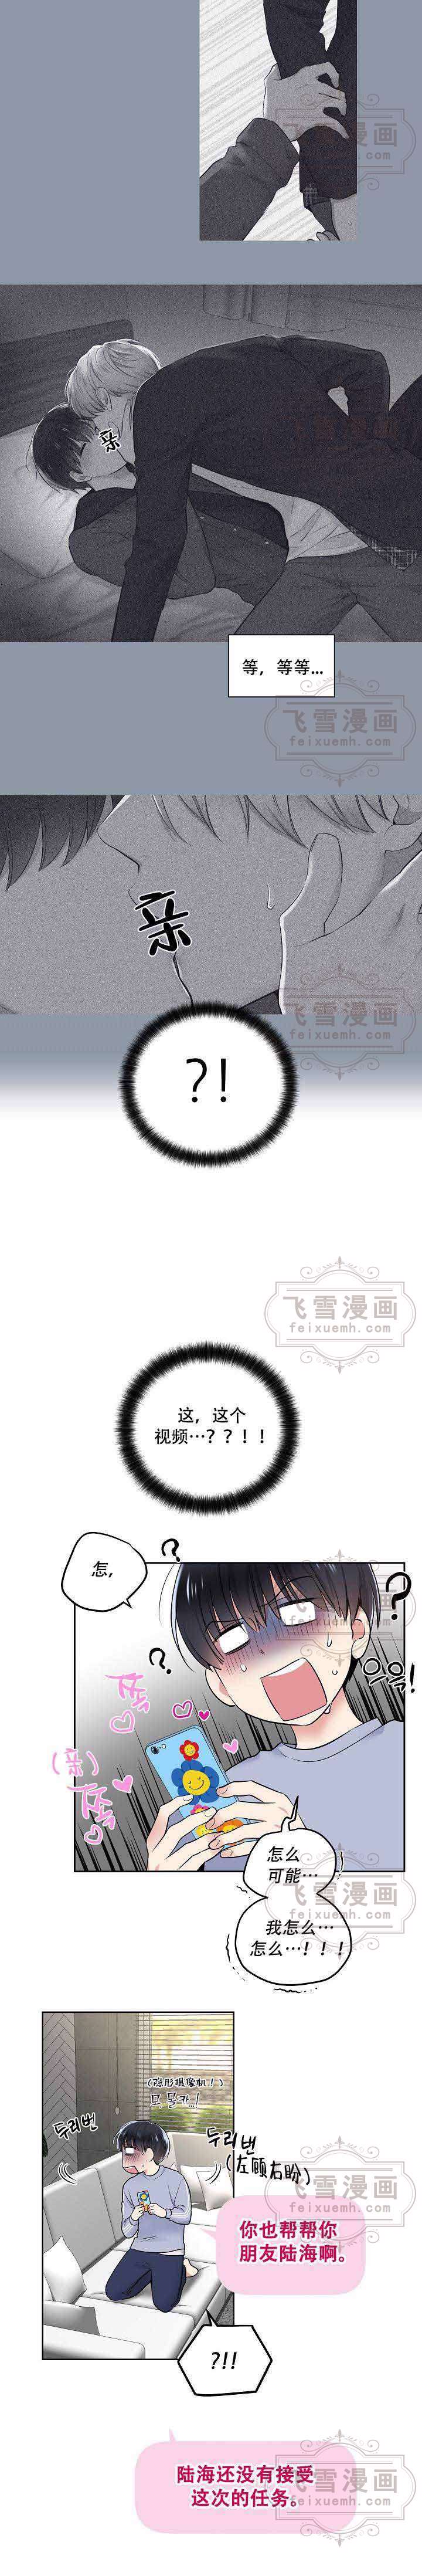 飞雪漫画
feixuemh.com
亲
等，等等...
飞雪漫画
feixuemh.com
亲
飞雪漫画
feixuemh.com
?!
飞雪漫画
feixuemh.com
这，这个
视频…？？！！
怎，
?
?
?
飞雪漫画
feixuemh.com
(亲)
怎么
可能…
我怎么…
怎么…！！！
飞雪漫画
feixuemh.com
(隐形摄像机！)
모몰카...!
두리번
두리번
(左顾右盼)
飞雪漫画
feixuemh.com
你也帮帮你
朋友陆海啊。
?!!
陆海还没有接受
这次的任务。
飞雪漫画
feixuemh.com